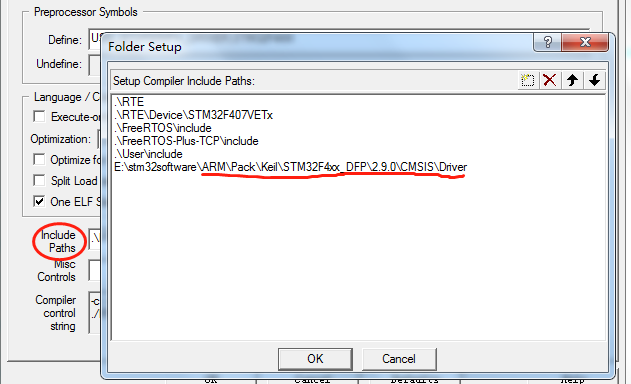 Preprocessor Symbols
Define:
Undefine:
Language / C
Execute-or
Optimization:
Optimize fo
Split Load
One ELF S
Include
Paths
.\
Misc
Controls
Compiler
control
string
-c
./
Folder Setup
Setup Compiler Include Paths:
.\RTE
.\RTE\Device\STM32F407VETx
.\FreeRTOS\include
.\FreeRTOS-Plus-TCP\include
.\User\include
E:\stm32software\ARM\Pack\Keil\STM32F4xx_DFP\2.9.0\CMSIS\Driver
OK
Cancel